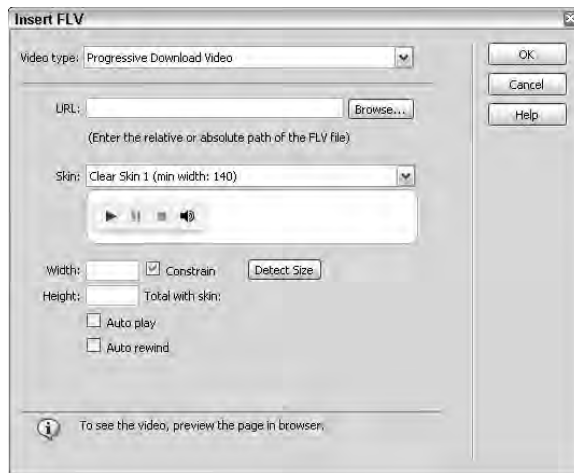 Insert FLV
Video type: Progressive Download Video
OK
Cancel
Help
URL: Browse...
(Enter the relative or absolute path of the FLV file)
Skin: Clear Skin 1 (min width: 140)
Width: Constrain Detect Size
Height: Total with skin:
Auto play
Auto rewind
To see the video, preview the page in browser.